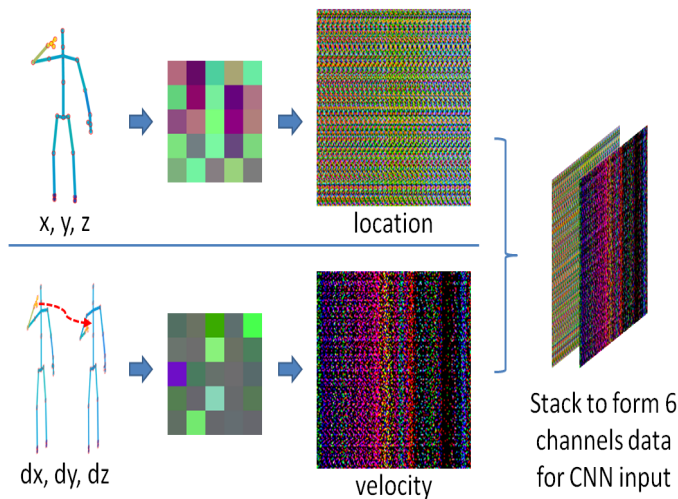 x, y, z
location
dx, dy, dz
velocity
Stack to form 6
channels data
for CNN input